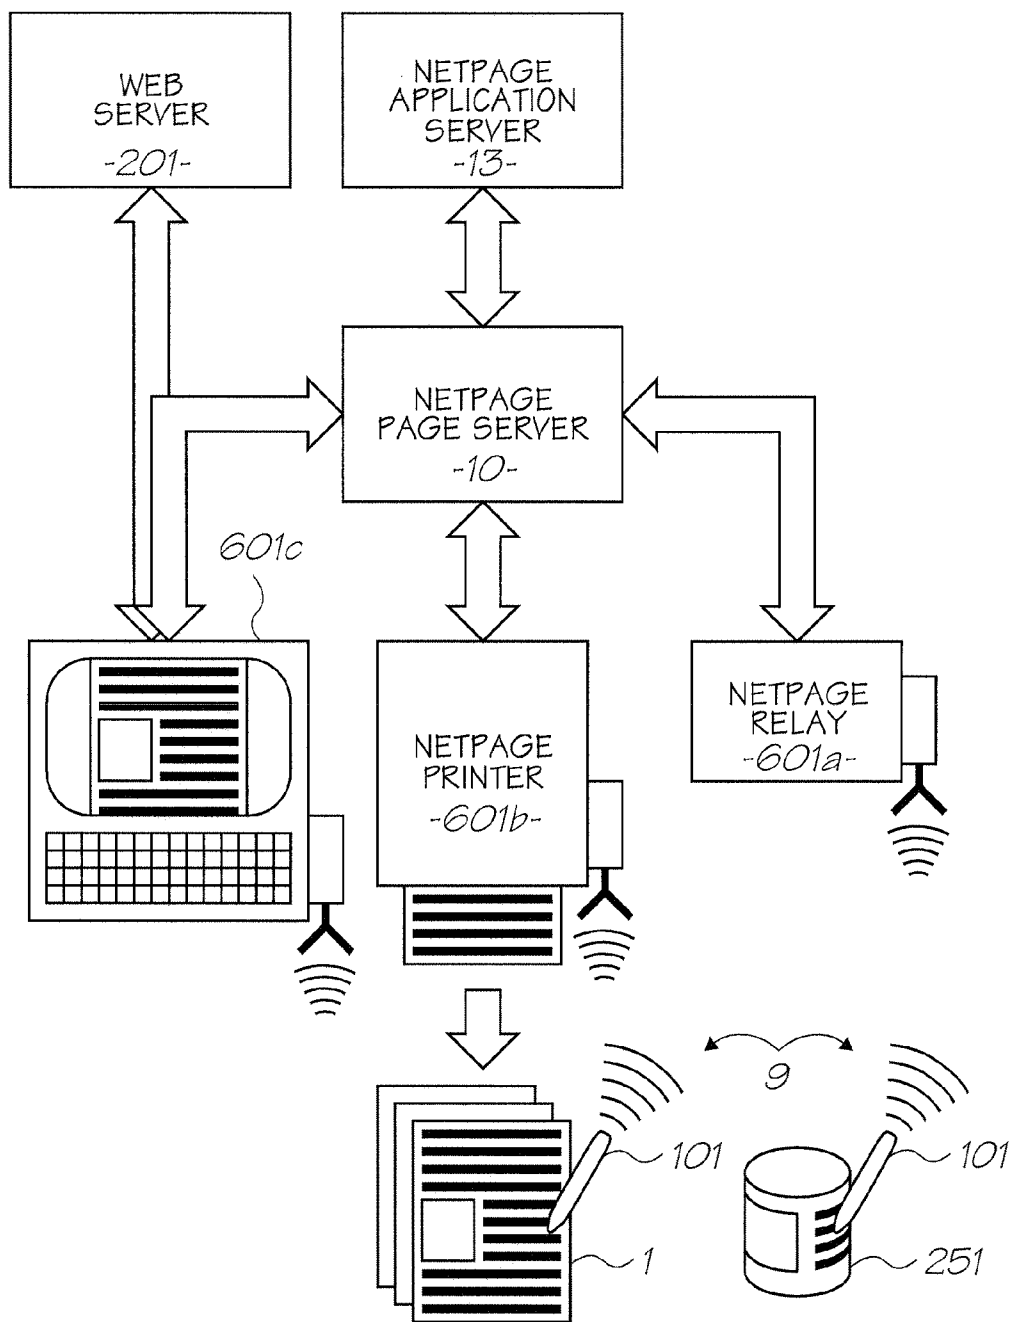 WEB
SERVER
-201-
NETPAGE
APPLICATION
SERVER
-13-
NETPAGE
PAGE SERVER
-10-
601c
NETPAGE
PRINTER
-601b-
NETPAGE
RELAY
-601a-
9
101
101
1
251